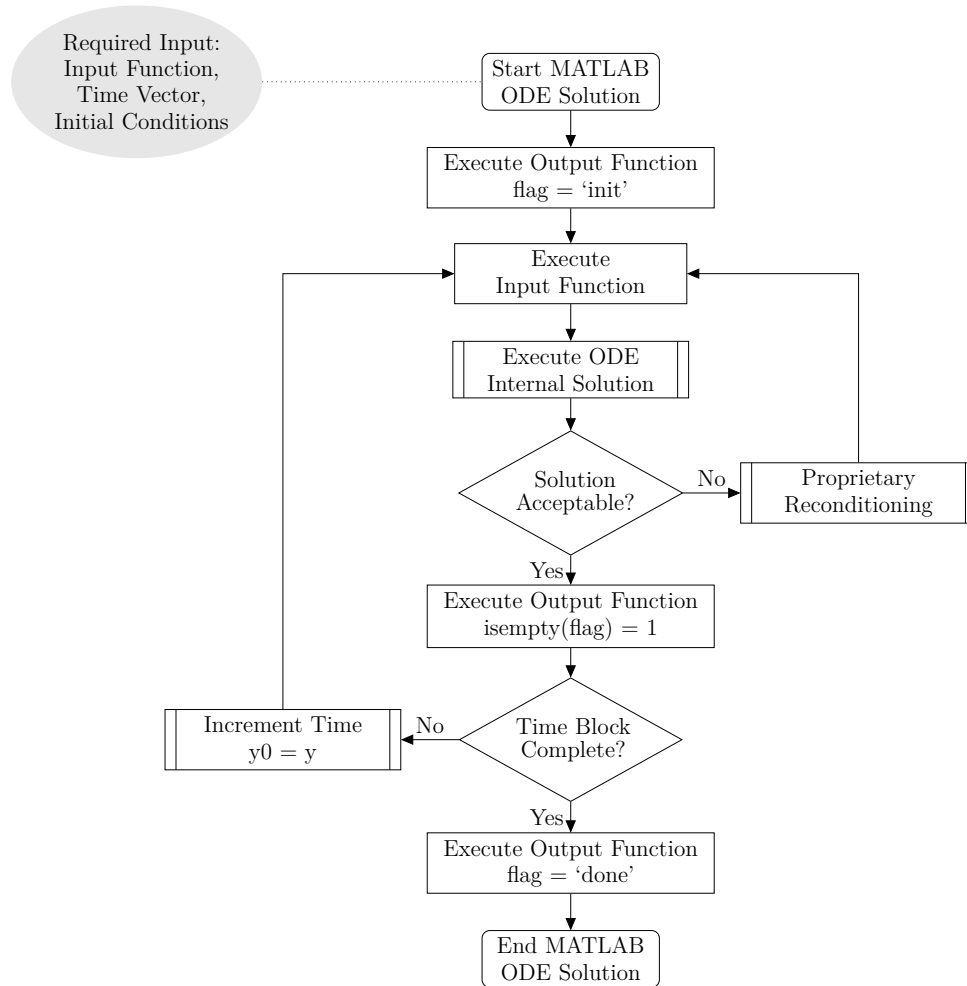 Required Input:
Input Function,
Time Vector,
Initial Conditions
Start MATLAB
ODE Solution
Execute Output Function
flag = ‘init’
Execute
Input Function
Execute ODE
Internal Solution
Solution
Acceptable?
No
Proprietary
Reconditioning
Yes
Execute Output Function
isempty(flag) = 1
Time Block
Complete?
No
Increment Time
y0 = y
Yes
Execute Output Function
flag = ‘done’
End MATLAB
ODE Solution